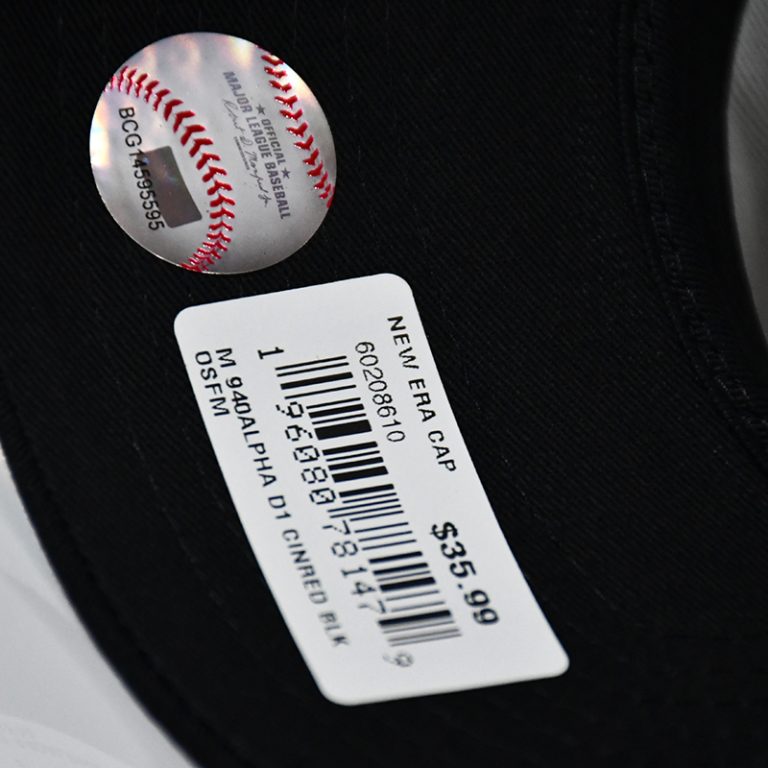 ★ OFFICIAL ★
MAJOR LEAGUE BASEBALL
BCG14595595
NEW ERA CAP
60208610
$35.99
1 96080 78147 9
M 940ALPHA D1 CINRED BLK
OSFM